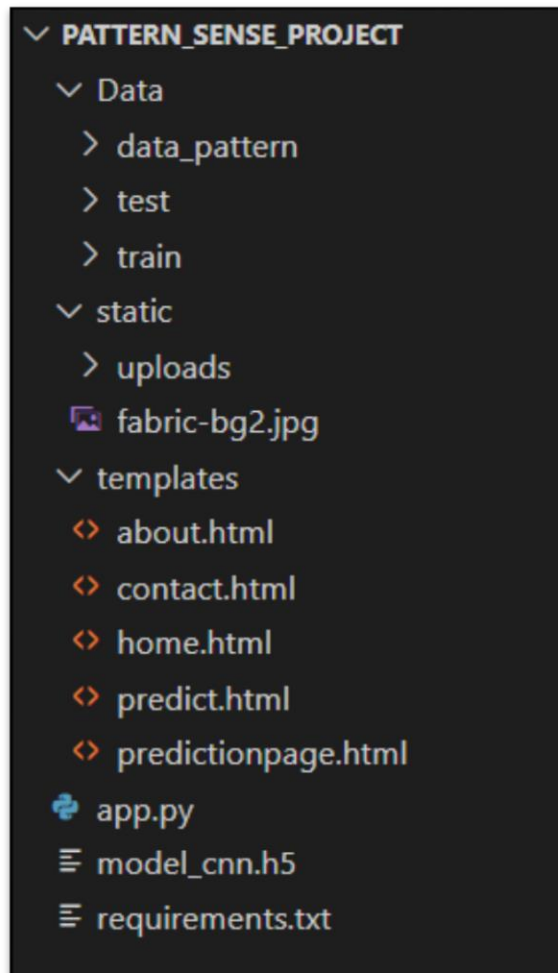 PATTERN_SENSE_PROJECT
Data
data_pattern
test
train
static
uploads
fabric-bg2.jpg
templates
about.html
contact.html
home.html
predict.html
predictionpage.html
app.py
model_cnn.h5
requirements.txt